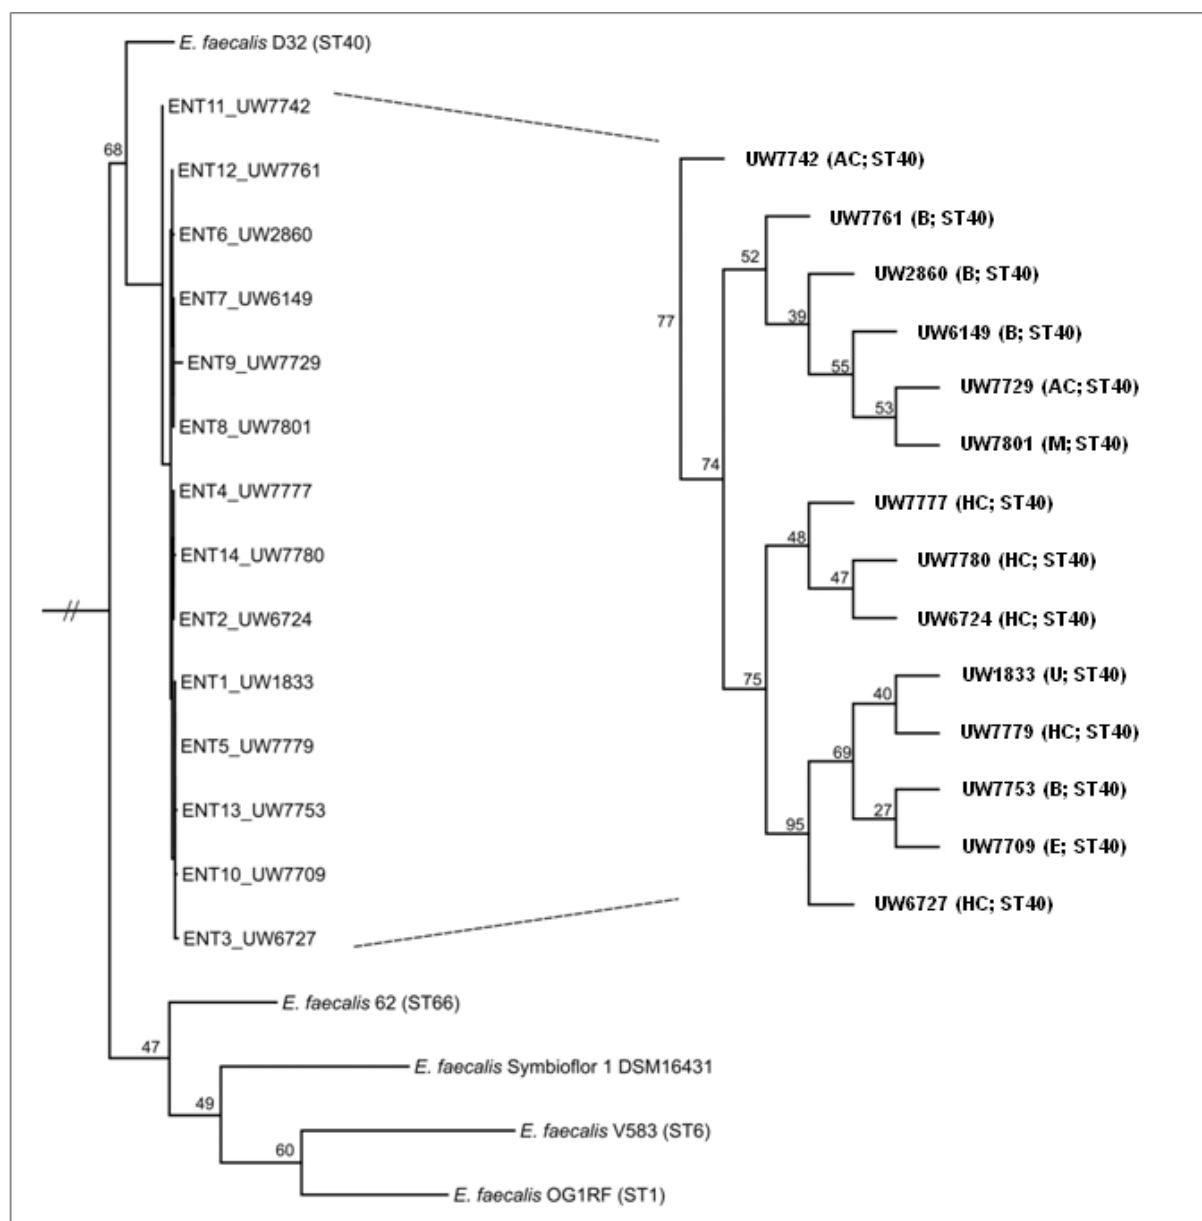 E. faecalis D32 (ST40)
ENT11_UW7742
68
ENT12_UW7761
ENT6_UW2860
ENT7_UW6149
ENT9_UW7729
ENT8_UW7801
ENT4_UW7777
ENT14_UW7780
ENT2_UW6724
ENT1_UW1833
ENT5_UW7779
ENT13_UW7753
ENT10_UW7709
ENT3_UW6727
E. faecalis 62 (ST66)
47
E. faecalis Symbioflor 1 DSM16431
49
E. faecalis V583 (ST6)
60
E. faecalis OG1RF (ST1)
UW7742 (AC; ST40)
UW7761 (B; ST40)
52
UW2860 (B; ST40)
39
77
UW6149 (B; ST40)
55
UW7729 (AC; ST40)
53
UW7801 (M; ST40)
74
UW7777 (HC; ST40)
48
UW7780 (HC; ST40)
47
UW6724 (HC; ST40)
75
UW1833 (U; ST40)
40
UW7779 (HC; ST40)
69
UW7753 (B; ST40)
27
95
UW7709 (E; ST40)
UW6727 (HC; ST40)